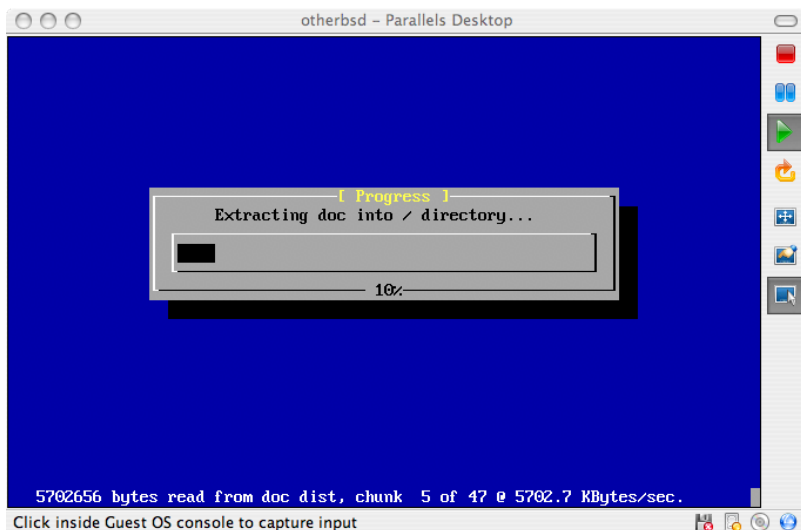 otherbsd – Parallels Desktop
[ Progress ]
Extracting doc into / directory...
10%
5702656 bytes read from doc dist, chunk  5 of 47 @ 5702.7 KBytes/sec.
Click inside Guest OS console to capture input